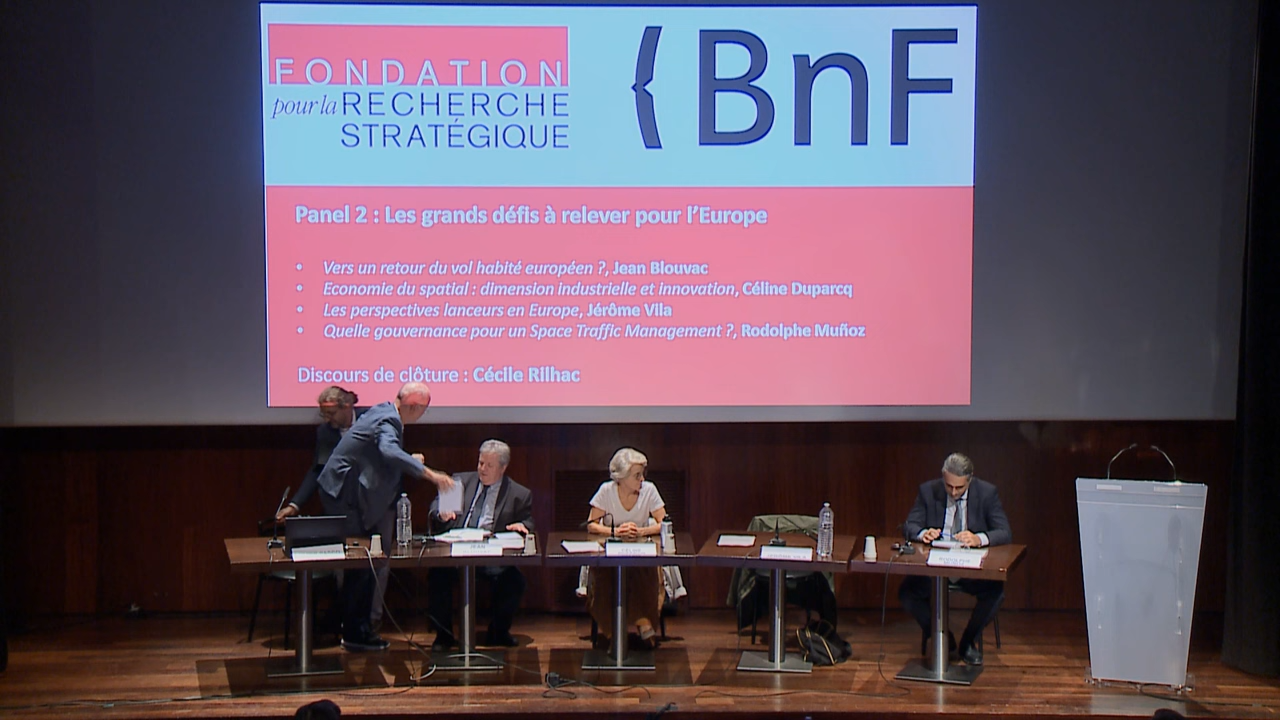 FONDATION
pour la RECHERCHE
STRATÉGIQUE
BnF
Panel 2 : Les grands défis à relever pour l'Europe
• Vers un retour du vol habité européen ?, Jean Blouvac
• Economie du spatial : dimension industrielle et innovation, Céline Duparcq
• Les perspectives lanceurs en Europe, Jérôme Vila
• Quelle gouvernance pour un Space Traffic Management ?, Rodolphe Muñoz
Discours de clôture : Cécile Rilhac
JEAN